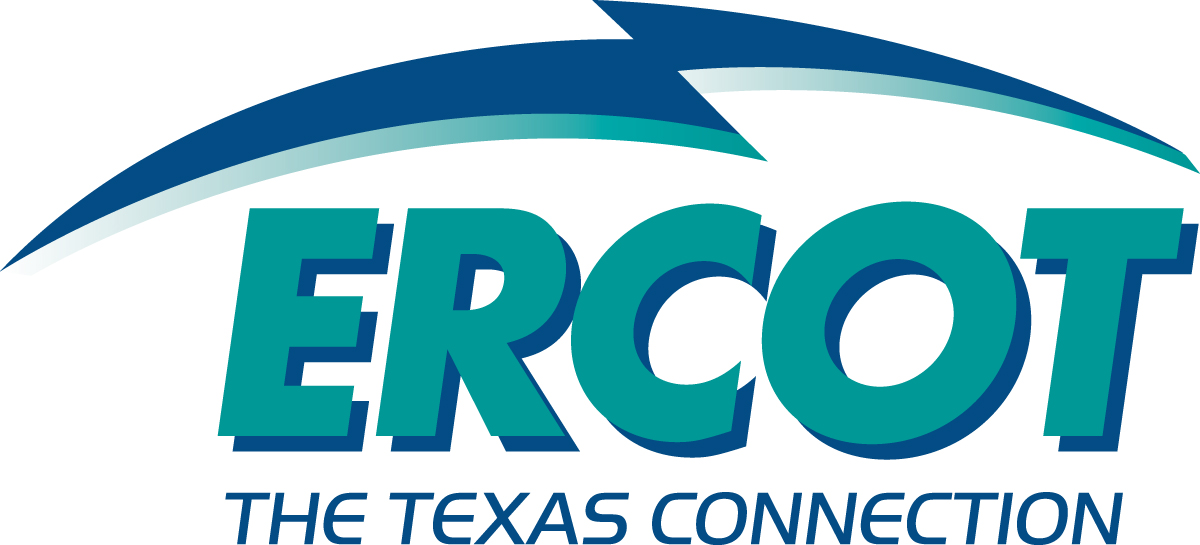 ERCOT
THE TEXAS CONNECTION